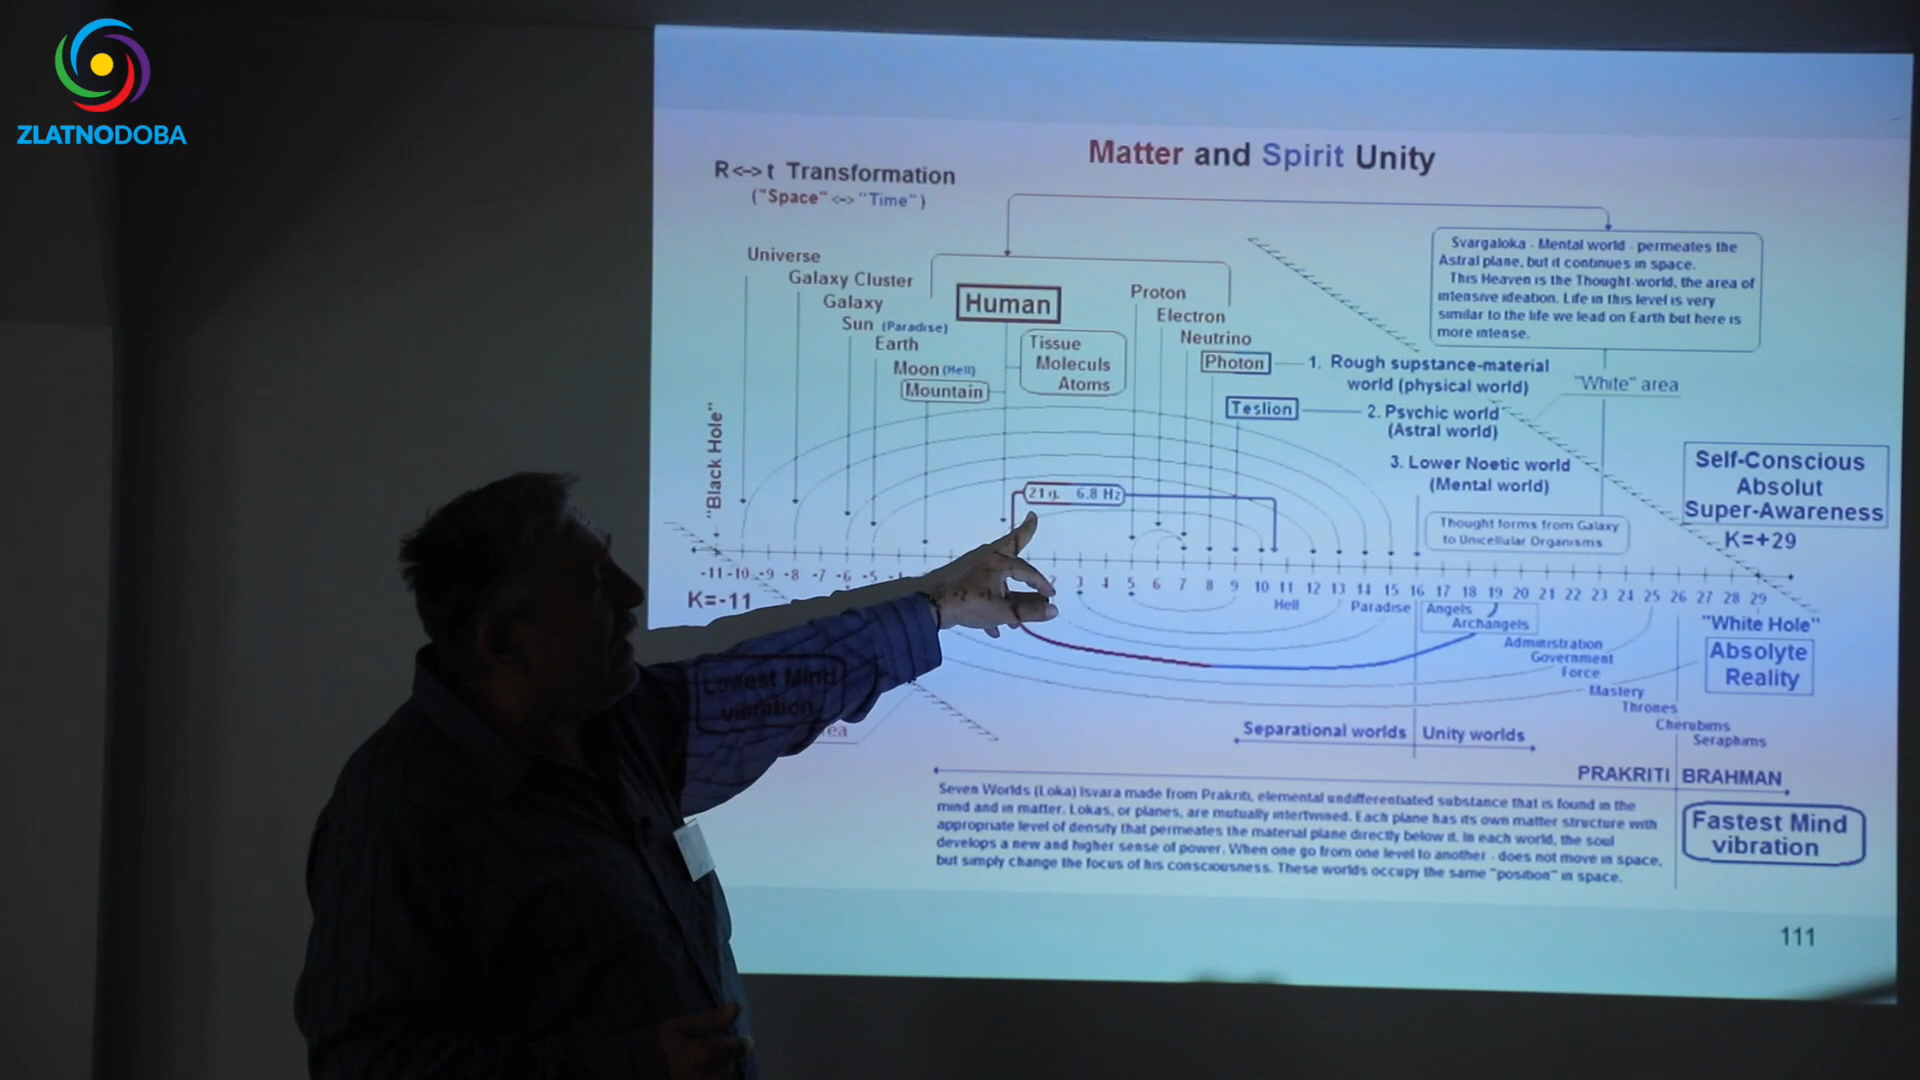 ZLATNODOBA
Matter and Spirit Unity
R<->t Transformation
("Space" <-> "Time")
Universe
Galaxy Cluster
Galaxy
Sun (Paradise)
Earth
Moon (Hell)
Mountain
Human
Tissue
Moleculs
Atoms
Proton
Electron
Neutrino
Photon
Teslion
1. Rough supstance-material
world (physical world)
2. Psychic world
(Astral world)
3. Lower Noetic world
(Mental world)
Svargaloka - Mental world - permeates the
Astral plane, but it continues in space.
This Heaven is the Thought-world, the area of
intensive ideation. Life in this level is very
similar to the life we lead on Earth but here is
more intense.
"White" area
"Black Hole"
21 g. 6.8 Hz
Thought forms from Galaxy
to Unicellular Organisms
Self-Conscious
Absolut
Super-Awareness
K=+29
-11 -10 -9 -8 -7 -6 -5
3 4 5 6 7 8 9 10 11 12 13 14 15 16 17 18 19 20 21 22 23 24 25 26 27 28 29
K=-11
Hell
Paradise
Angels
Archangels
Administration
Government
Force
Mastery
Thrones
Cherubims
Seraphims
"White Hole"
Absolyte
Reality
Lowest Mind
vibration
Separational worlds
Unity worlds
PRAKRITI
BRAHMAN
Seven Worlds (Loka) Isvara made from Prakriti, elemental undifferentiated substance that is found in the
mind and in matter. Lokas, or planes, are mutually intertwined. Each plane has its own matter structure with
appropriate level of density that permeates the material plane directly below it. In each world, the soul
develops a new and higher sense of power. When one go from one level to another - does not move in space,
but simply change the focus of his consciousness. These worlds occupy the same "position" in space.
Fastest Mind
vibration
111